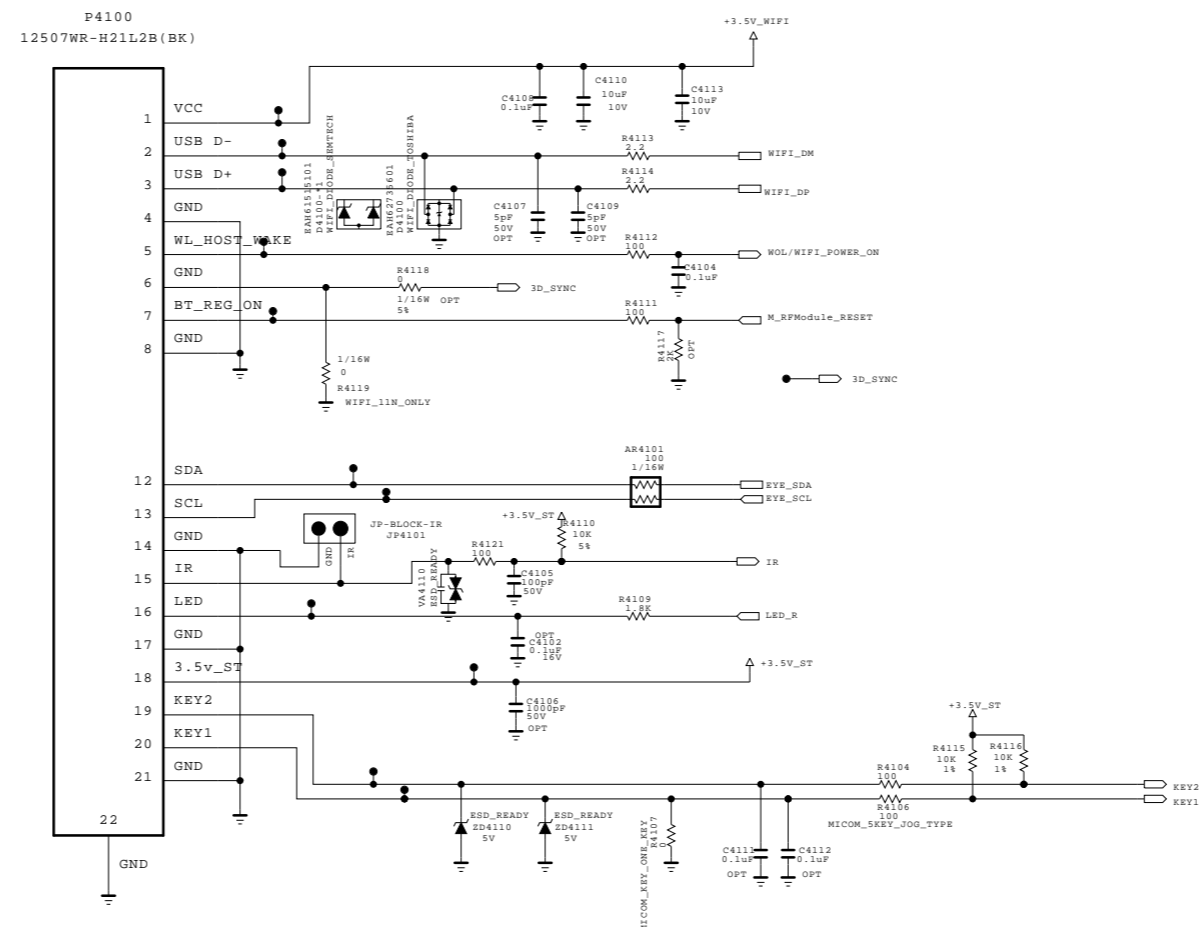 P4100
12507WR-H21L2B(BK)
+3.5V_WIFI
1
VCC
2
USB D-
3
USB D+
4
GND
5
WL_HOST_WAKE
6
GND
7
BT_REG_ON
8
GND
C4108
0.1uF
C4110
10uF
10V
C4113
10uF
10V
EAH61515101
D4100-*1
WIFI_DIODE_SEMTECH
EAH62735601
D4100
WIFI_DIODE_TOSHIBA
R4113
2.2
WIFI_DM
R4114
2.2
WIFI_DP
C4107
5pF
50V
OPT
C4109
5pF
50V
OPT
R4112
100
WOL/WIFI_POWER_ON
C4104
0.1uF
R4118
0
1/16W
5%
OPT
3D_SYNC
R4111
100
M_RFModule_RESET
R4117
2K
OPT
1/16W
0
R4119
WIFI_11N_ONLY
3D_SYNC
12
SDA
13
SCL
14
GND
15
IR
16
LED
17
GND
18
3.5v_ST
19
KEY2
20
KEY1
21
GND
22
GND
AR4101
100
1/16W
EYE_SDA
EYE_SCL
JP-BLOCK-IR
JP4101
GND
IR
+3.5V_ST
R4110
10K
5%
R4121
100
IR
VA4110
ESD_READY
C4105
100pF
50V
R4109
1.8K
LED_R
OPT
C4102
0.1uF
16V
+3.5V_ST
C4106
1000pF
50V
OPT
+3.5V_ST
R4115
10K
1%
R4116
10K
1%
R4104
100
KEY2
R4106
100
KEY1
MICOM_5KEY_JOG_TYPE
ESD_READY
ZD4110
5V
ESD_READY
ZD4111
5V
MICOM_KEY_ONE_KEY
R4107
0
C4111
0.1uF
OPT
C4112
0.1uF
OPT